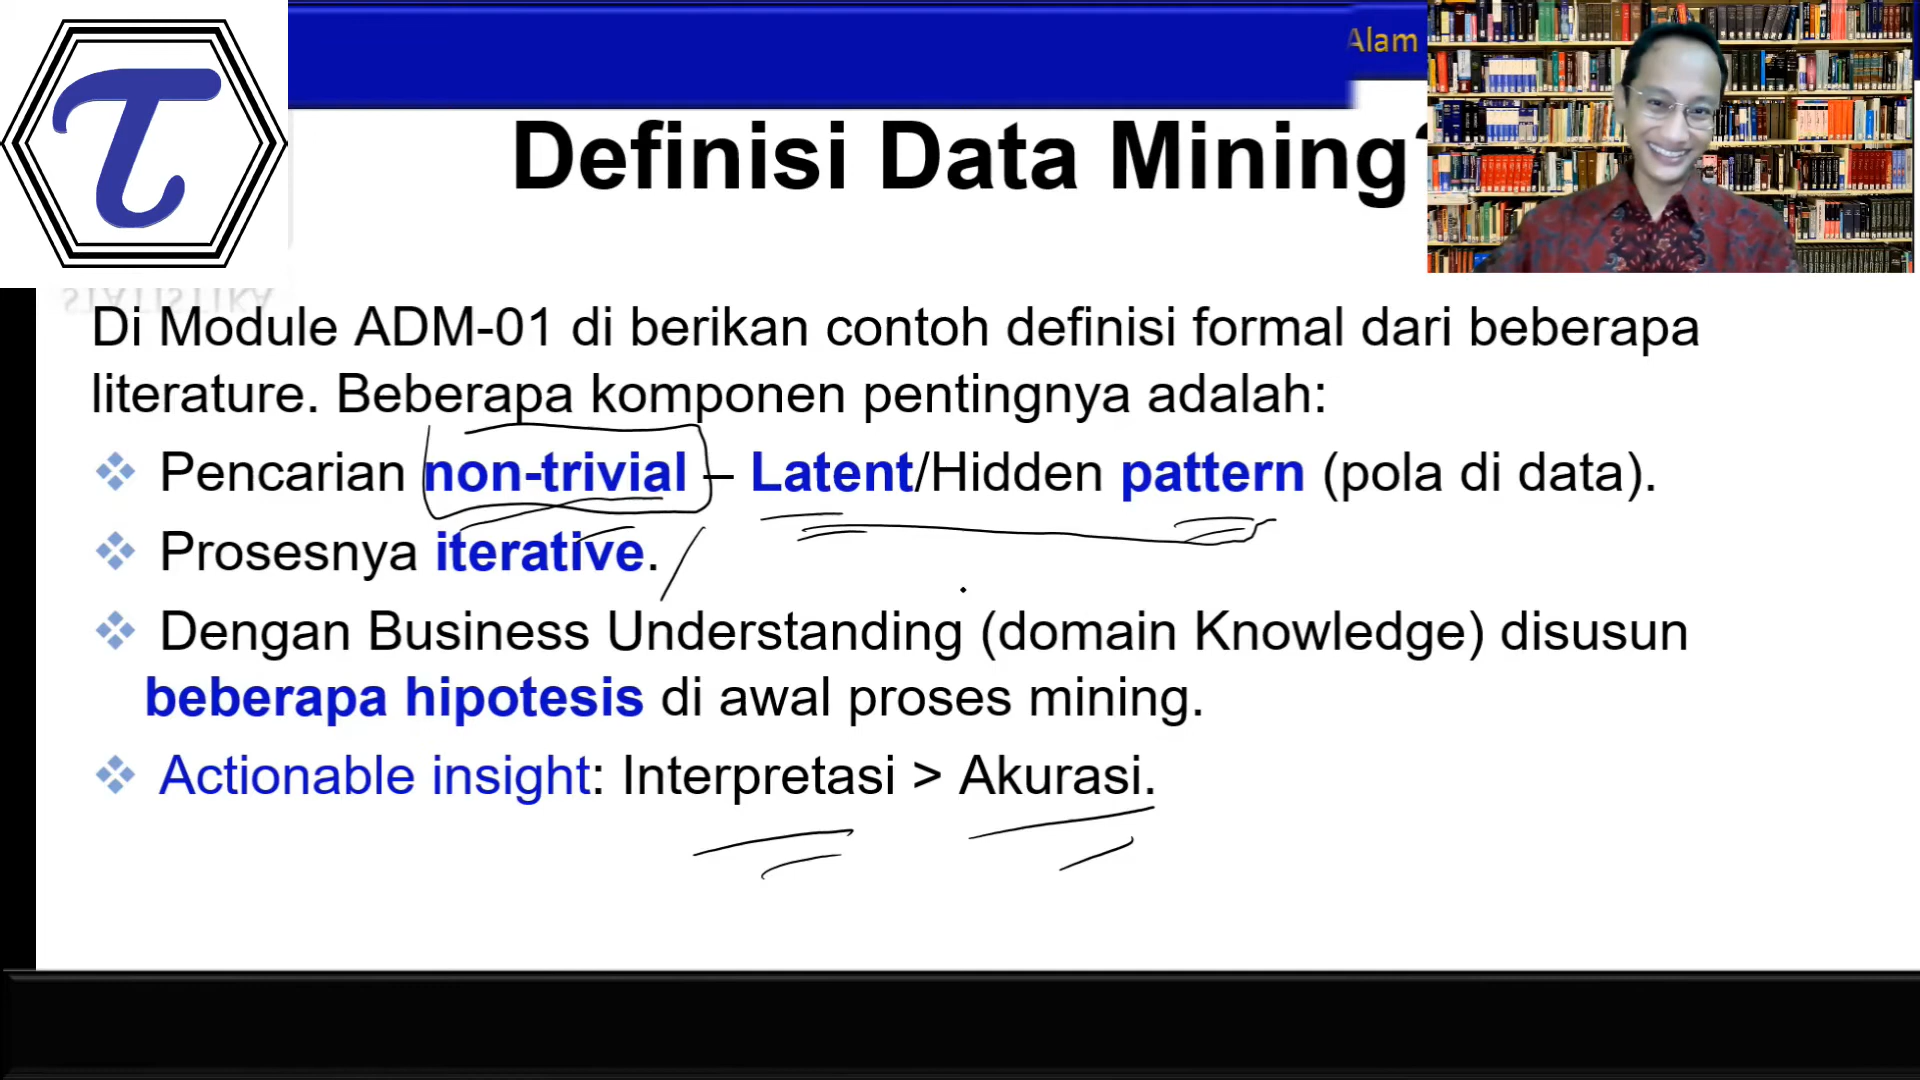 Alam
Definisi Data Mining
STATISTIKA
Di Module ADM-01 di berikan contoh definisi formal dari beberapa
literature. Beberapa komponen pentingnya adalah:
Pencarian non-trivial – Latent/Hidden pattern (pola di data).
Prosesnya iterative.
Dengan Business Understanding (domain Knowledge) disusun
beberapa hipotesis di awal proses mining.
Actionable insight: Interpretasi > Akurasi.